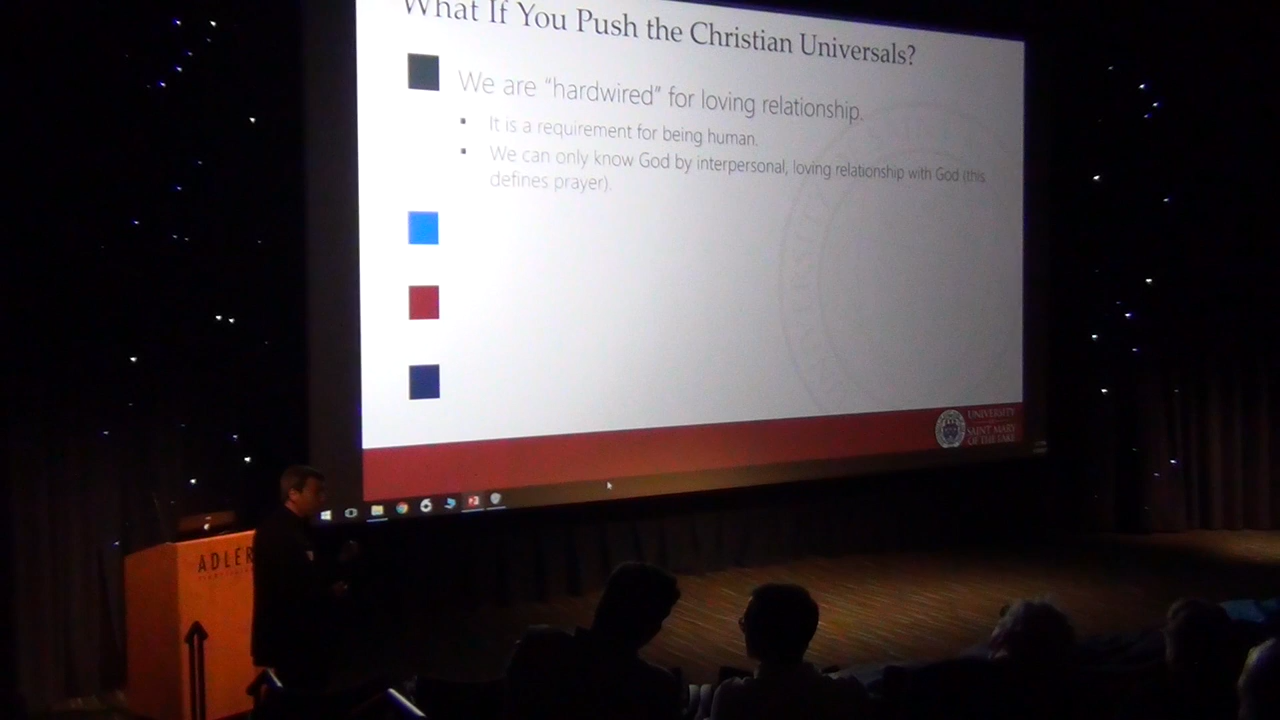 What If You Push the Christian Universals?
We are “hardwired” for loving relationship.
It is a requirement for being human.
We can only know God by interpersonal, loving relationship with God (this
defines prayer).
UNIVERSITY
SAINT MARY
OF THE LAKE
ADLER